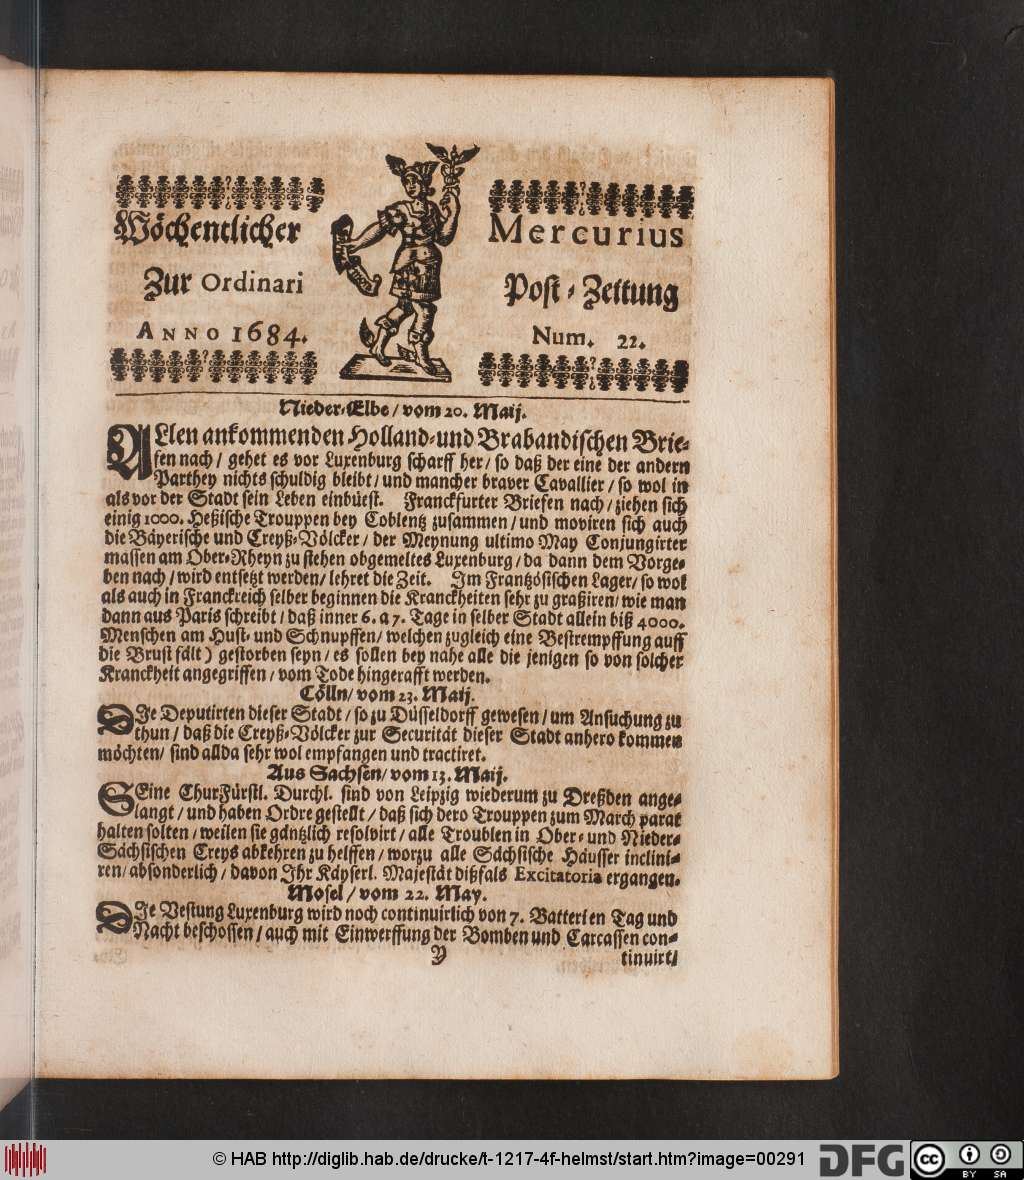 Wöchentlicher Mercurius
Zur Ordinari Post-Zeitung
ANNO 1684. Num. 22.
Nieder-Elbe / vom 20. Maij.
ALlen ankommenden Holland-und Brabandischen Brie-
fen nach / gehet es vor Luxenburg scharff her / so daß der eine der andern
Parthey nichts schuldig bleibt / und mancher braver Cavallier / so wol in
als vor der Stadt sein Leben einbüest. Franckfurter Briefen nach / ziehen sich
einig 1000. Heßische Trouppen bey Coblentz zusammen / und moviren sich auch
die Bäyerische und Creyß-Völcker / der Meynung ultimo May Conjungirter
massen am Ober-Rheyn zu stehen obgemeltes Luxenburg / da dann dem Vorge-
ben nach / wird entsetzt werden / lehret die Zeit. Im Frantzösischen Lager / so wol
als auch in Franckreich selber beginnen die Kranckheiten sehr zu graßiren / wie man
dann aus Paris schreibt / daß inner 6. a 7. Tage in selber Stadt allein biß 4000.
Menschen am Hust- und Schnupffen / welchen zugleich eine Bestrempffung auff
die Brust fält ) gestorben seyn / es sollen bey nahe alle die jenigen so von solcher
Kranckheit angegriffen / vom Tode hingerafft werden.
Cölln / vom 23. Maij.
DIe Deputirten dieser Stadt / so zu Düsseldorff gewesen / um Ansuchung zu
thun / daß die Creyß-Völcker zur Securität dieser Stadt anhero kommen
möchten / sind allda sehr wol empfangen und tractiret.
Aus Sachsen / vom 13. Maij.
SEine ChurFürstl. Durchl. sind von Leipzig wiederum zu Dreßden ange-
langt / und haben Ordre gestellt / daß sich dero Trouppen zum March parat
halten solten / weilen sie gäntzlich resolvirt / alle Troublen in Ober- und Nieder-
Sächsischen Creys abkehren zu helffen / worzu alle Sächsische Häusser inclini-
ren / absonderlich / davon Ihr Käyserl. Majestät dißfals Excitatoria ergangen.
Mosel / vom 22. May.
DIe Vestung Luxenburg wird noch continuirlich von 7. Batterien Tag und
Nacht beschossen / auch mit Einwerffung der Bomben und Carcassen con-
Y tinuirt /
© HAB http://diglib.hab.de/drucke/t-1217-4f-helmst/start.htm?image=00291
DFG
cc BY SA